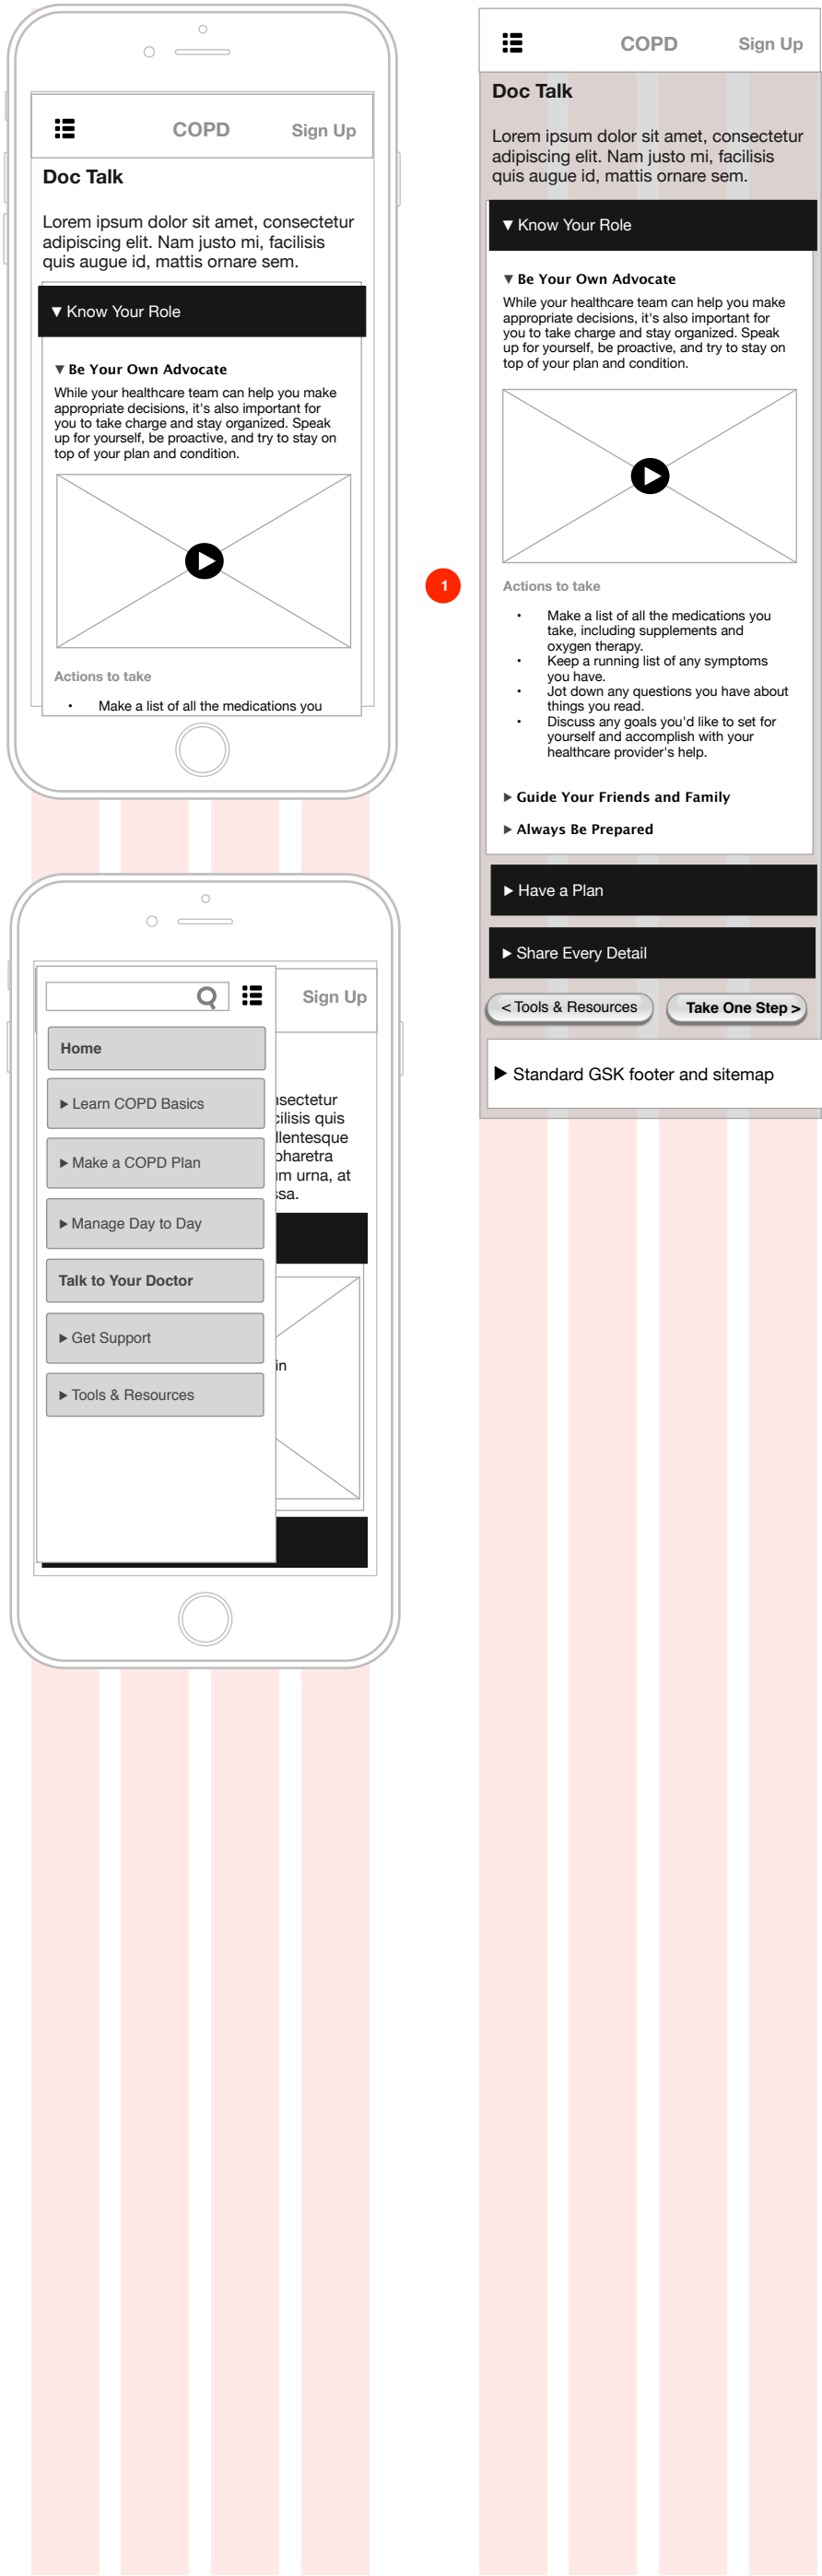 COPD
Sign Up
Doc Talk
Lorem ipsum dolor sit amet, consectetur
adipiscing elit. Nam justo mi, facilisis
quis augue id, mattis ornare sem.
▼ Know Your Role
▼ Be Your Own Advocate
While your healthcare team can help you make
appropriate decisions, it's also important for
you to take charge and stay organized. Speak
up for yourself, be proactive, and try to stay on
top of your plan and condition.
Actions to take
• Make a list of all the medications you
Sign Up
Home
▶ Learn COPD Basics
▶ Make a COPD Plan
▶ Manage Day to Day
Talk to Your Doctor
▶ Get Support
▶ Tools & Resources
nsectetur
cilisis quis
llentesque
pharetra
um urna, at
ssa.
in
1
COPD
Sign Up
Doc Talk
Lorem ipsum dolor sit amet, consectetur
adipiscing elit. Nam justo mi, facilisis
quis augue id, mattis ornare sem.
▼ Know Your Role
▼ Be Your Own Advocate
While your healthcare team can help you make
appropriate decisions, it's also important for
you to take charge and stay organized. Speak
up for yourself, be proactive, and try to stay on
top of your plan and condition.
Actions to take
• Make a list of all the medications you
take, including supplements and
oxygen therapy.
• Keep a running list of any symptoms
you have.
• Jot down any questions you have about
things you read.
• Discuss any goals you'd like to set for
yourself and accomplish with your
healthcare provider's help.
▶ Guide Your Friends and Family
▶ Always Be Prepared
▶ Have a Plan
▶ Share Every Detail
< Tools & Resources
Take One Step >
▶ Standard GSK footer and sitemap